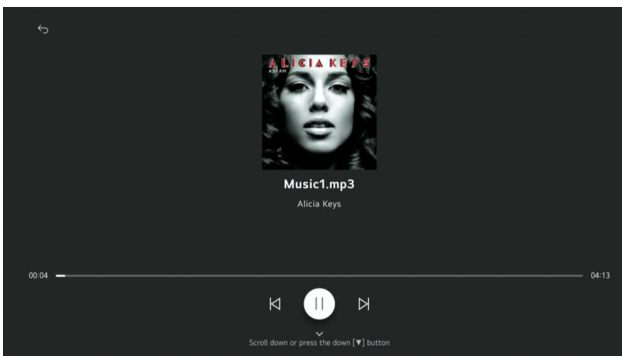 ALICIA KEYS
AS I AM
Music1.mp3
Alicia Keys
00:04
04:13
Scroll down or press the down [▼] button